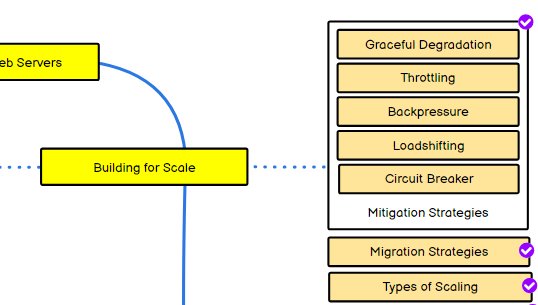 eb Servers
Building for Scale
Graceful Degradation
Throttling
Backpressure
Loadshifting
Circuit Breaker
Mitigation Strategies
Migration Strategies
Types of Scaling